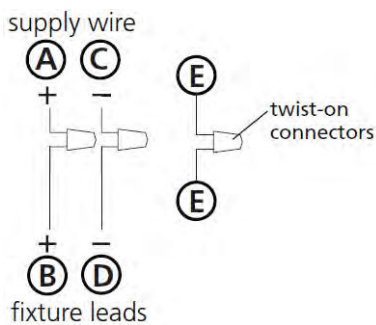 supply wire
A C E
+ −
twist-on
connectors
E
+ −
B D
fixture leads